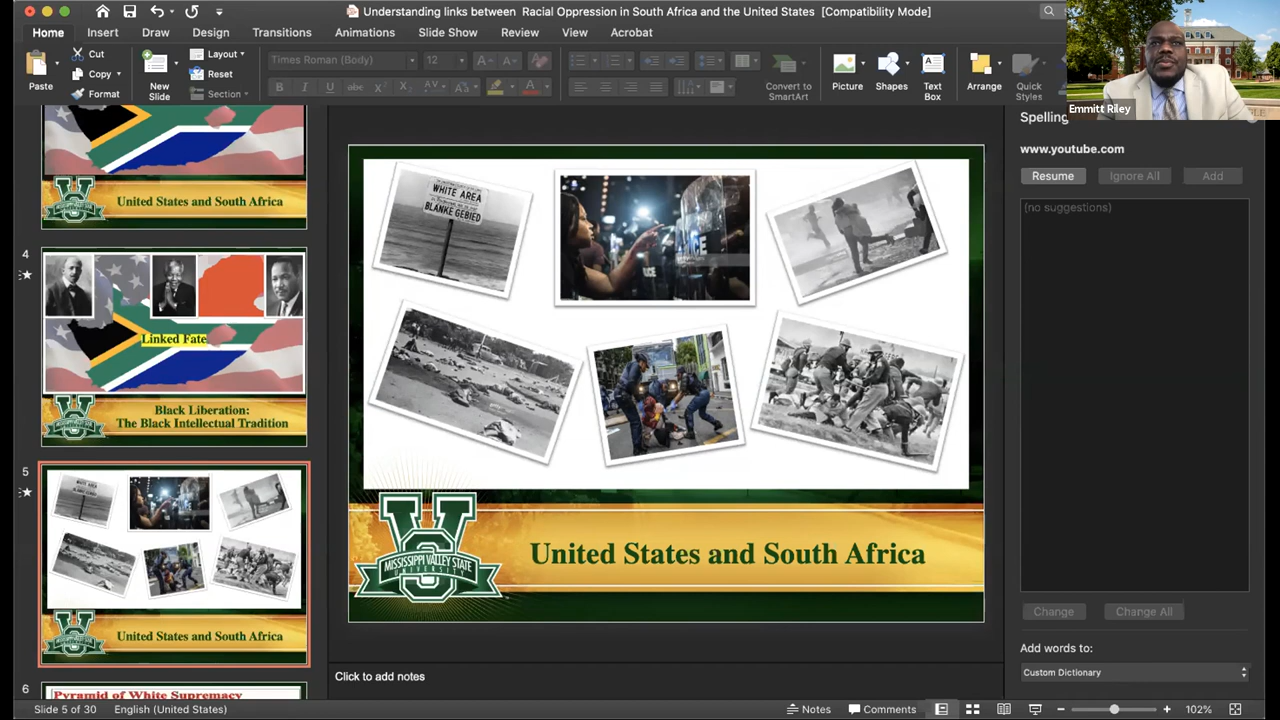 Understanding links between Racial Oppression in South Africa and the United States [Compatibility Mode]
Home Insert Draw Design Transitions Animations Slide Show Review View Acrobat
Paste
Cut
Copy
Format
New
Slide
Layout
Reset
Section
Times Roman (Body) 12
Convert to
SmartArt
Picture
Shapes
Text
Box
Arrange
Quick
Styles
Emmitt Riley
United States and South Africa
4
Linked Fate
Black Liberation:
The Black Intellectual Tradition
5
United States and South Africa
6
Pyramid of White Supremacy
WHITE AREA
BLANKE GEBIED
MISSISSIPPI VALLEY STATE
UNIVERSITY
United States and South Africa
Click to add notes
Spelling
www.youtube.com
Resume Ignore All Add
(no suggestions)
Change Change All
Add words to:
Custom Dictionary
Slide 5 of 30 English (United States) Notes Comments 102%